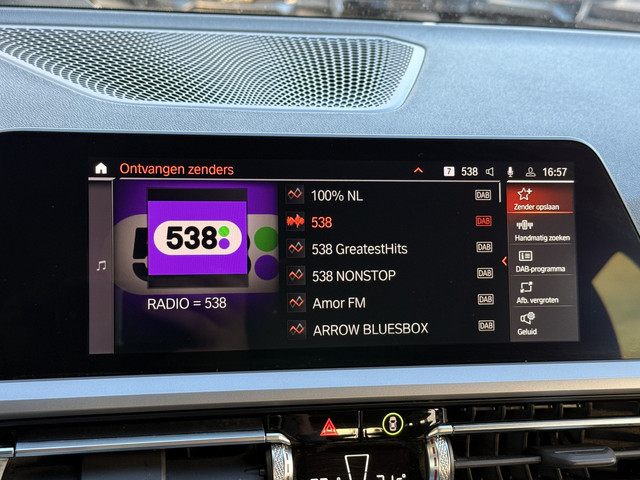 Ontvangen zenders
7 538 16:57
538
RADIO = 538
100% NL DAB
538 DAB
538 GreatestHits DAB
538 NONSTOP DAB
Amor FM DAB
ARROW BLUESBOX DAB
Zender opslaan
Handmatig zoeken
DAB-programma
Afb. vergroten
Geluid